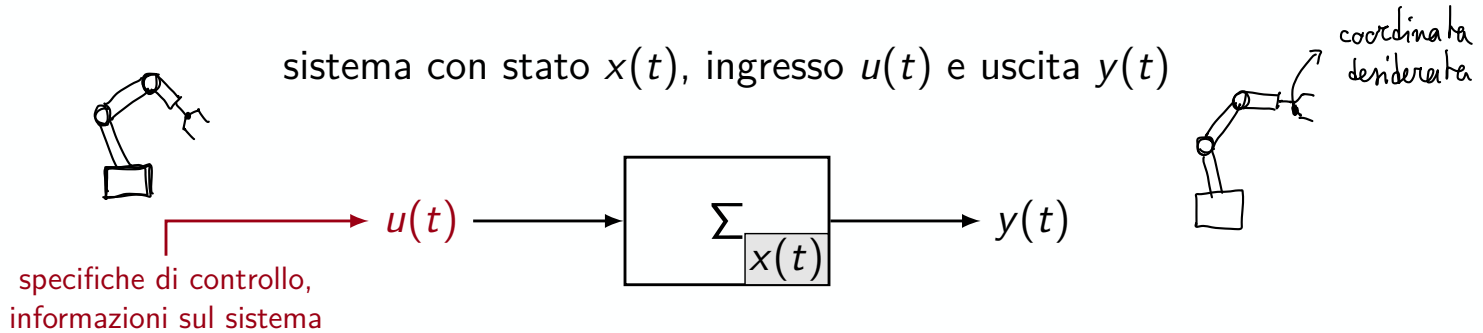 sistema con stato x(t), ingresso u(t) e uscita y(t)
coordinata
desiderata
u(t)
Σ
x(t)
y(t)
specifiche di controllo,
informazioni sul sistema